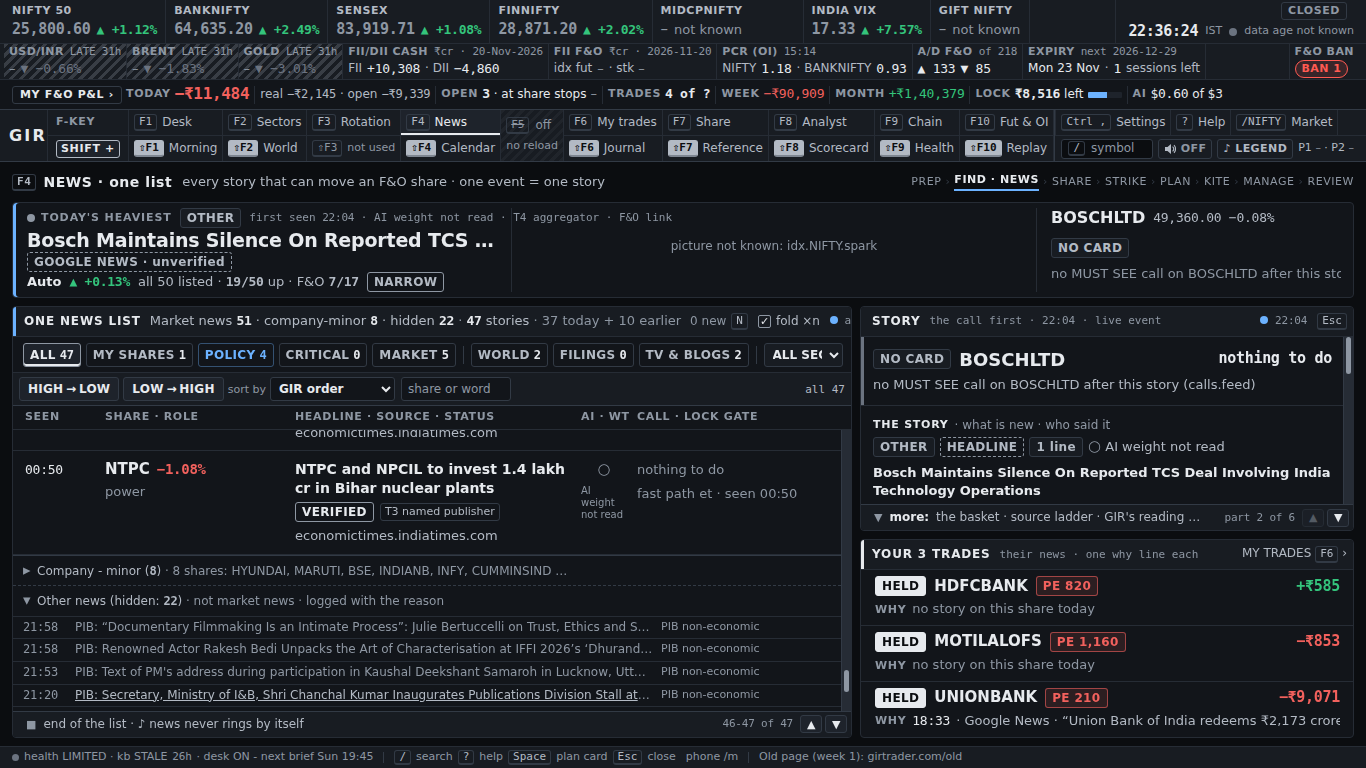 NIFTY 50 BANKNIFTY SENSEX FINNIFTY MIDCPNIFTY INDIA VIX GIFT NIFTY CLOSED
25,800.60 ▲ +1.12% 64,635.20 ▲ +2.49% 83,919.71 ▲ +1.08% 28,871.20 ▲ +2.02% – not known 17.33 ▲ +7.57% – not known 22:36:24 IST data age not known
USD/INR LATE 31h BRENT LATE 31h GOLD LATE 31h FII/DII CASH ₹cr · 20-Nov-2026 FII F&O ₹cr · 2026-11-20 PCR (OI) 15:14 A/D F&O of 218 EXPIRY next 2026-12-29 F&O BAN
– ▼ −0.66% – ▼ −1.83% – ▼ −3.01% FII +10,308 · DII −4,860 idx fut – · stk – NIFTY 1.18 · BANKNIFTY 0.93 ▲ 133 ▼ 85 Mon 23 Nov · 1 sessions left BAN 1
MY F&O P&L › TODAY −₹11,484 real −₹2,145 · open −₹9,339 OPEN 3 · at share stops – TRADES 4 of ? WEEK −₹90,909 MONTH +₹1,40,379 LOCK ₹8,516 left AI $0.60 of $3
GIR F-KEY F1 Desk F2 Sectors F3 Rotation F4 News F5 off F6 My trades F7 Share F8 Analyst F9 Chain F10 Fut & OI Ctrl , Settings ? Help /NIFTY Market
SHIFT + ⇧F1 Morning ⇧F2 World ⇧F3 not used ⇧F4 Calendar no reload ⇧F6 Journal ⇧F7 Reference ⇧F8 Scorecard ⇧F9 Health ⇧F10 Replay / symbol OFF ♪ LEGEND P1 – · P2 –
F4 NEWS · one list every story that can move an F&O share · one event = one story PREP › FIND · NEWS › SHARE › STRIKE › PLAN › KITE › MANAGE › REVIEW
TODAY'S HEAVIEST OTHER first seen 22:04 · AI weight not read · T4 aggregator · F&O link
Bosch Maintains Silence On Reported TCS …
GOOGLE NEWS · unverified
Auto ▲ +0.13% all 50 listed · 19/50 up · F&O 7/17 NARROW
picture not known: idx.NIFTY.spark
BOSCHLTD 49,360.00 −0.08%
NO CARD
no MUST SEE call on BOSCHLTD after this
ONE NEWS LIST Market news 51 · company-minor 8 · hidden 22 · 47 stories · 37 today + 10 earlier 0 new N ✓ fold ×n
ALL 47 MY SHARES 1 POLICY 4 CRITICAL 0 MARKET 5 WORLD 2 FILINGS 0 TV & BLOGS 2
HIGH→LOW LOW→HIGH sort by GIR order share or word all 47
SEEN SHARE · ROLE HEADLINE · SOURCE · STATUS AI · WT CALL · LOCK GATE
economictimes.indiatimes.com
00:50 NTPC −1.08% NTPC and NPCIL to invest 1.4 lakh nothing to do
power cr in Bihar nuclear plants AI weight not read fast path et · seen 00:50
VERIFIED T3 named publisher
economictimes.indiatimes.com
▶ Company - minor (8) · 8 shares: HYUNDAI, MARUTI, BSE, INDIANB, INFY, CUMMINSIND …
▼ Other news (hidden: 22) · not market news · logged with the reason
21:58 PIB: “Documentary Filmmaking Is an Intimate Process”: Julie Bertuccelli on Trust, Ethics and S… PIB non-economic
21:58 PIB: Renowned Actor Rakesh Bedi Unpacks the Art of Characterisation at IFFI 2026’s ‘Dhurand… PIB non-economic
21:53 PIB: Text of PM's address during participation in Kaushal Deekshant Samaroh in Lucknow, Utt… PIB non-economic
21:20 PIB: Secretary, Ministry of I&B, Shri Chanchal Kumar Inaugurates Publications Division Stall at… PIB non-economic
■ end of the list · ♪ news never rings by itself 46-47 of 47 ▲ ▼
STORY the call first · 22:04 · live event 22:04 Esc
NO CARD BOSCHLTD nothing to do
no MUST SEE call on BOSCHLTD after this story (calls.feed)
THE STORY · what is new · who said it
OTHER HEADLINE 1 line ○ AI weight not read
Bosch Maintains Silence On Reported TCS Deal Involving India
Technology Operations
▼ more: the basket · source ladder · GIR's reading … part 2 of 6 ▲ ▼
YOUR 3 TRADES their news · one why line each MY TRADES F6 ›
HELD HDFCBANK PE 820 +₹585
WHY no story on this share today
HELD MOTILALOFS PE 1,160 −₹853
WHY no story on this share today
HELD UNIONBANK PE 210 −₹9,071
WHY 18:33 · Google News · “Union Bank of India redeems ₹2,173 crore
health LIMITED · kb STALE 26h · desk ON - next brief Sun 19:45 / search ? help Space plan card Esc close phone /m Old page (week 1): girtrader.com/old